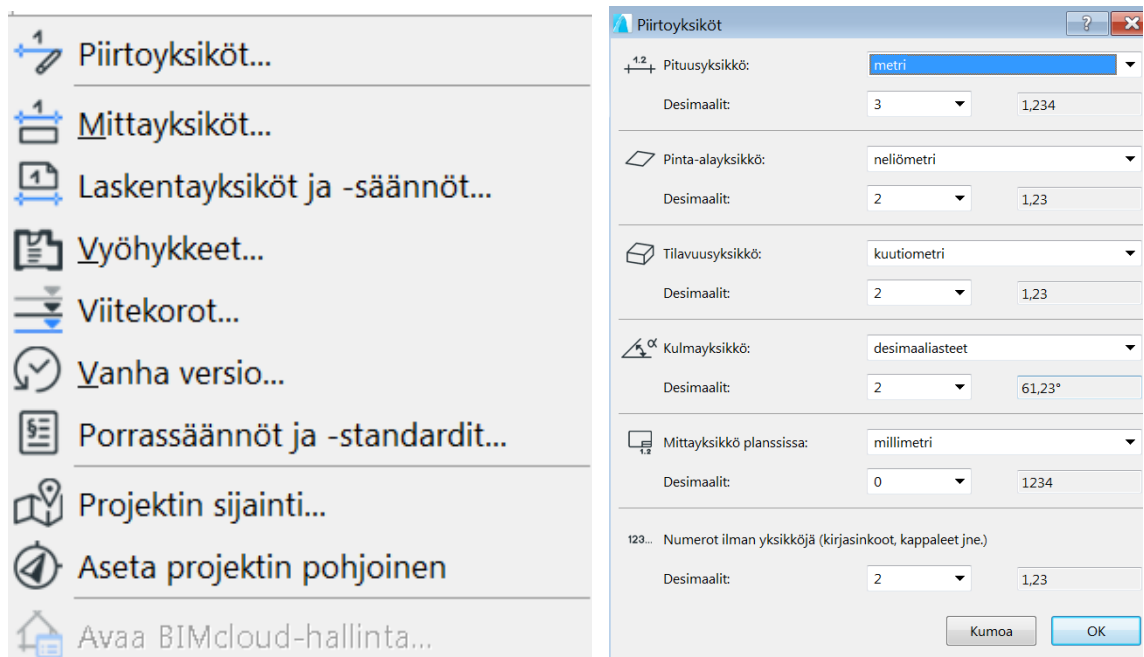 Piirtoyksiköt...
Mittayksiköt...
Laskentayksiköt ja -säännöt...
Vyöhykkeet...
Viitekorot...
Vanha versio...
Porrassäännöt ja -standardit...
Projektin sijainti...
Aseta projektin pohjoinen
Avaa BIMcloud-hallinta...
Piirtoyksiköt
1.2 Pituusyksikkö: metri
Desimaalit: 3 1,234
Pinta-alayksikkö: neliömetri
Desimaalit: 2 1,23
Tilavuusyksikkö: kuutiometri
Desimaalit: 2 1,23
α Kulmayksikkö: desimaaliasteet
Desimaalit: 2 61,23°
1.2 Mittayksikkö planssissa: millimetri
Desimaalit: 0 1234
123... Numerot ilman yksikköjä (kirjasinkoot, kappaleet jne.)
Desimaalit: 2 1,23
Kumoa OK